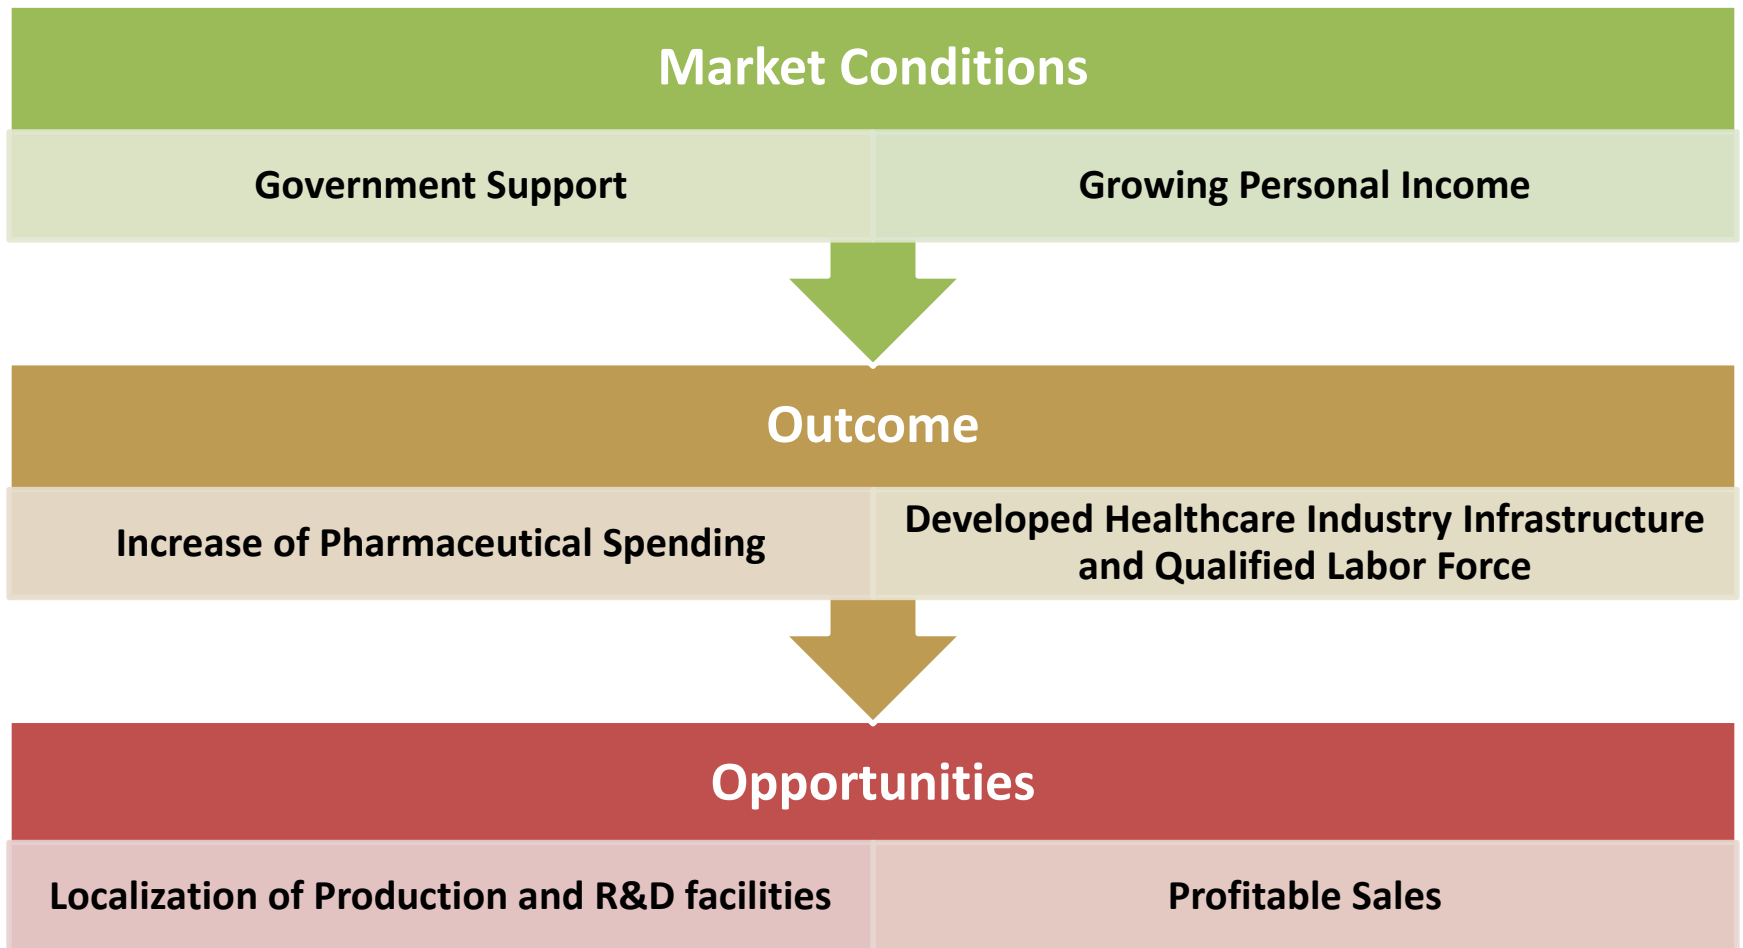 Market Conditions
Government Support
Growing Personal Income
Outcome
Increase of Pharmaceutical Spending
Developed Healthcare Industry Infrastructure
and Qualified Labor Force
Opportunities
Localization of Production and R&D facilities
Profitable Sales